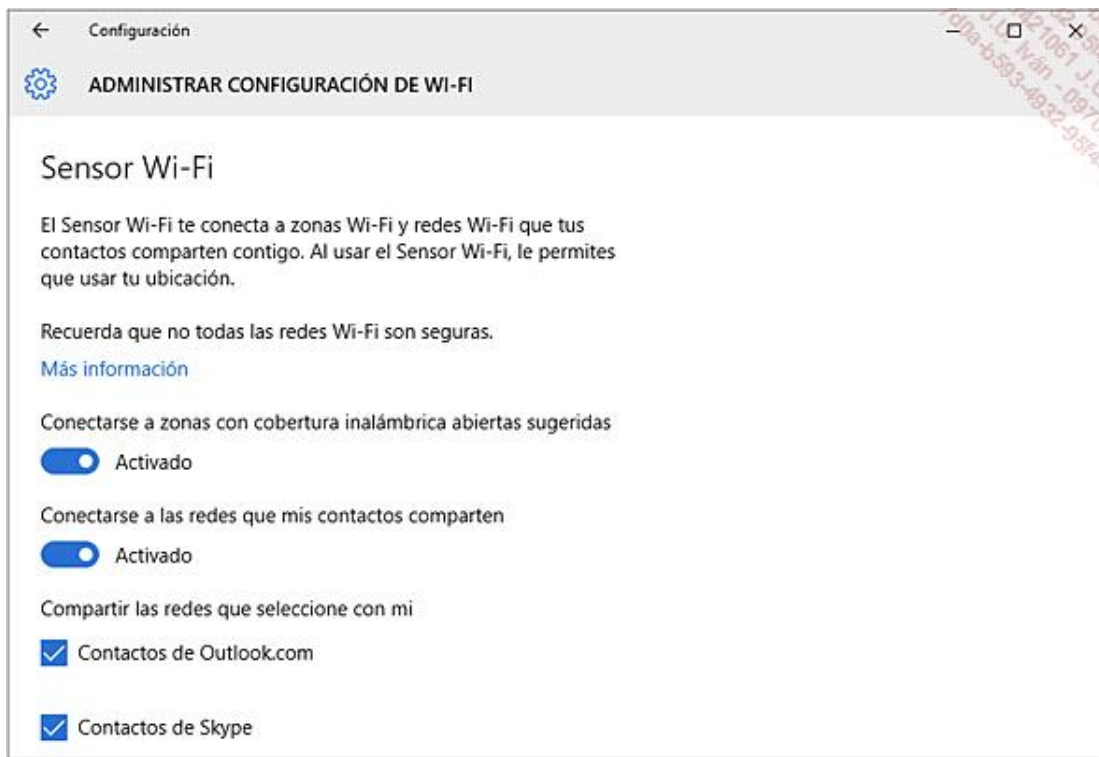 Configuración
ADMINISTRAR CONFIGURACIÓN DE WI-FI
Sensor Wi-Fi
El Sensor Wi-Fi te conecta a zonas Wi-Fi y redes Wi-Fi que tus
contactos comparten contigo. Al usar el Sensor Wi-Fi, le permites
que usar tu ubicación.
Recuerda que no todas las redes Wi-Fi son seguras.
Más información
Conectarse a zonas con cobertura inalámbrica abiertas sugeridas
Activado
Conectarse a las redes que mis contactos comparten
Activado
Compartir las redes que seleccione con mi
Contactos de Outlook.com
Contactos de Skype